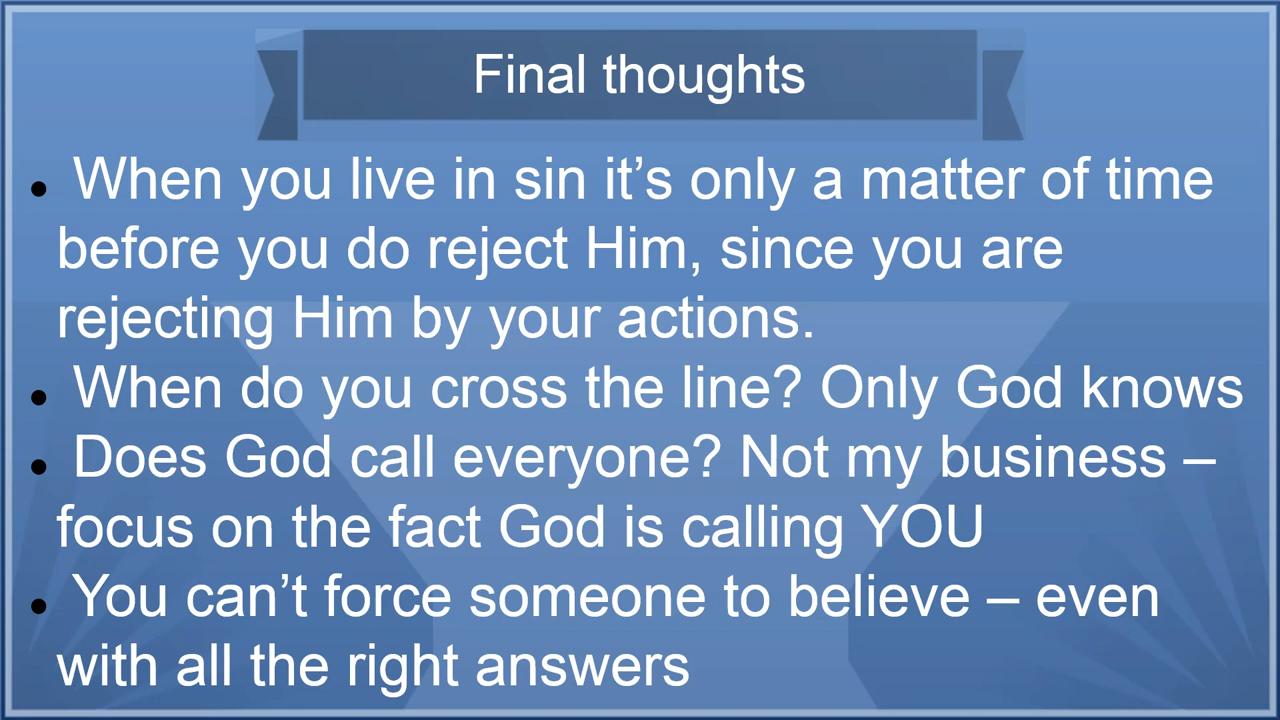 Final thoughts
● When you live in sin it’s only a matter of time
before you do reject Him, since you are
rejecting Him by your actions.
● When do you cross the line? Only God knows
● Does God call everyone? Not my business –
focus on the fact God is calling YOU
● You can’t force someone to believe – even
with all the right answers